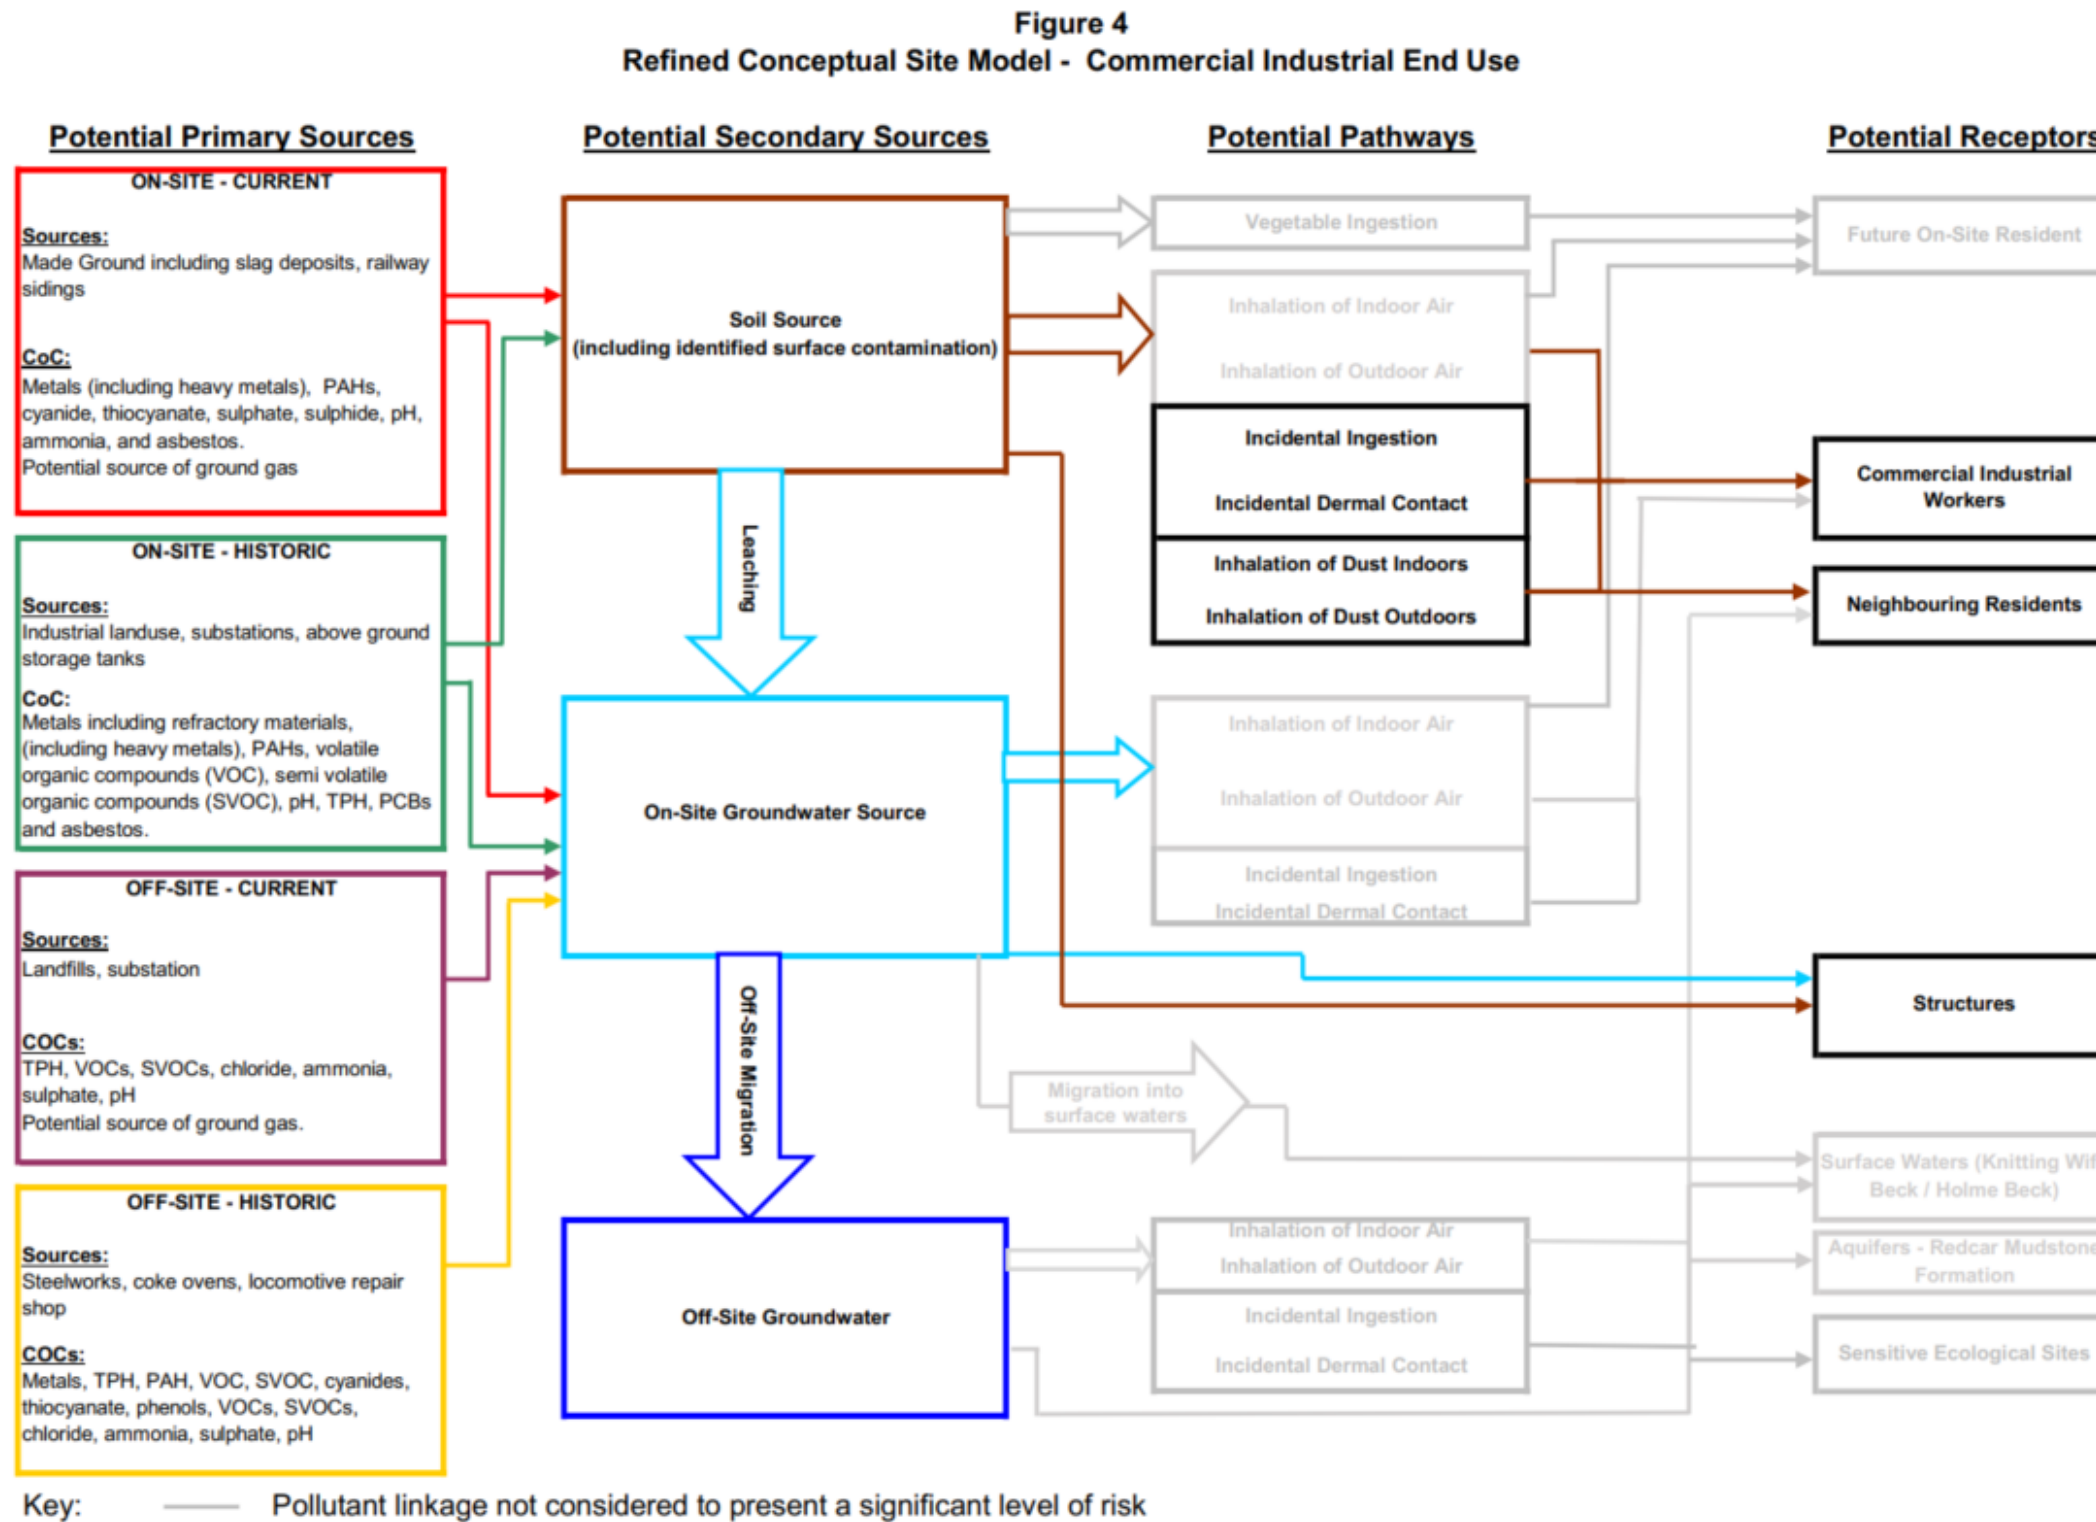 Figure 4
Refined Conceptual Site Model - Commercial Industrial End Use
Potential Primary Sources
Potential Secondary Sources
Potential Pathways
Potential Receptors
ON-SITE - CURRENT
Sources:
Made Ground including slag deposits, railway
sidings
CoC:
Metals (including heavy metals), PAHs,
cyanide, thiocyanate, sulphate, sulphide, pH,
ammonia, and asbestos.
Potential source of ground gas
ON-SITE - HISTORIC
Sources:
Industrial landuse, substations, above ground
storage tanks
CoC:
Metals including refractory materials,
(including heavy metals), PAHs, volatile
organic compounds (VOC), semi volatile
organic compounds (SVOC), pH, TPH, PCBs
and asbestos.
OFF-SITE - CURRENT
Sources:
Landfills, substation
COCs:
TPH, VOCs, SVOCs, chloride, ammonia,
sulphate, pH
Potential source of ground gas.
OFF-SITE - HISTORIC
Sources:
Steelworks, coke ovens, locomotive repair
shop
COCs:
Metals, TPH, PAH, VOC, SVOC, cyanides,
thiocyanate, phenols, VOCs, SVOCs,
chloride, ammonia, sulphate, pH
Soil Source
(including identified surface contamination)
Leaching
On-Site Groundwater Source
Off-Site Migration
Off-Site Groundwater
Vegetable Ingestion
Inhalation of Indoor Air
Inhalation of Outdoor Air
Incidental Ingestion
Incidental Dermal Contact
Inhalation of Dust Indoors
Inhalation of Dust Outdoors
Inhalation of Indoor Air
Inhalation of Outdoor Air
Incidental Ingestion
Incidental Dermal Contact
Migration into
surface waters
Inhalation of Indoor Air
Inhalation of Outdoor Air
Incidental Ingestion
Incidental Dermal Contact
Future On-Site Resident
Commercial Industrial
Workers
Neighbouring Residents
Structures
Surface Waters (Knitting Wif
Beck / Holme Beck)
Aquifers - Redcar Mudstone
Formation
Sensitive Ecological Sites
Key:
Pollutant linkage not considered to present a significant level of risk